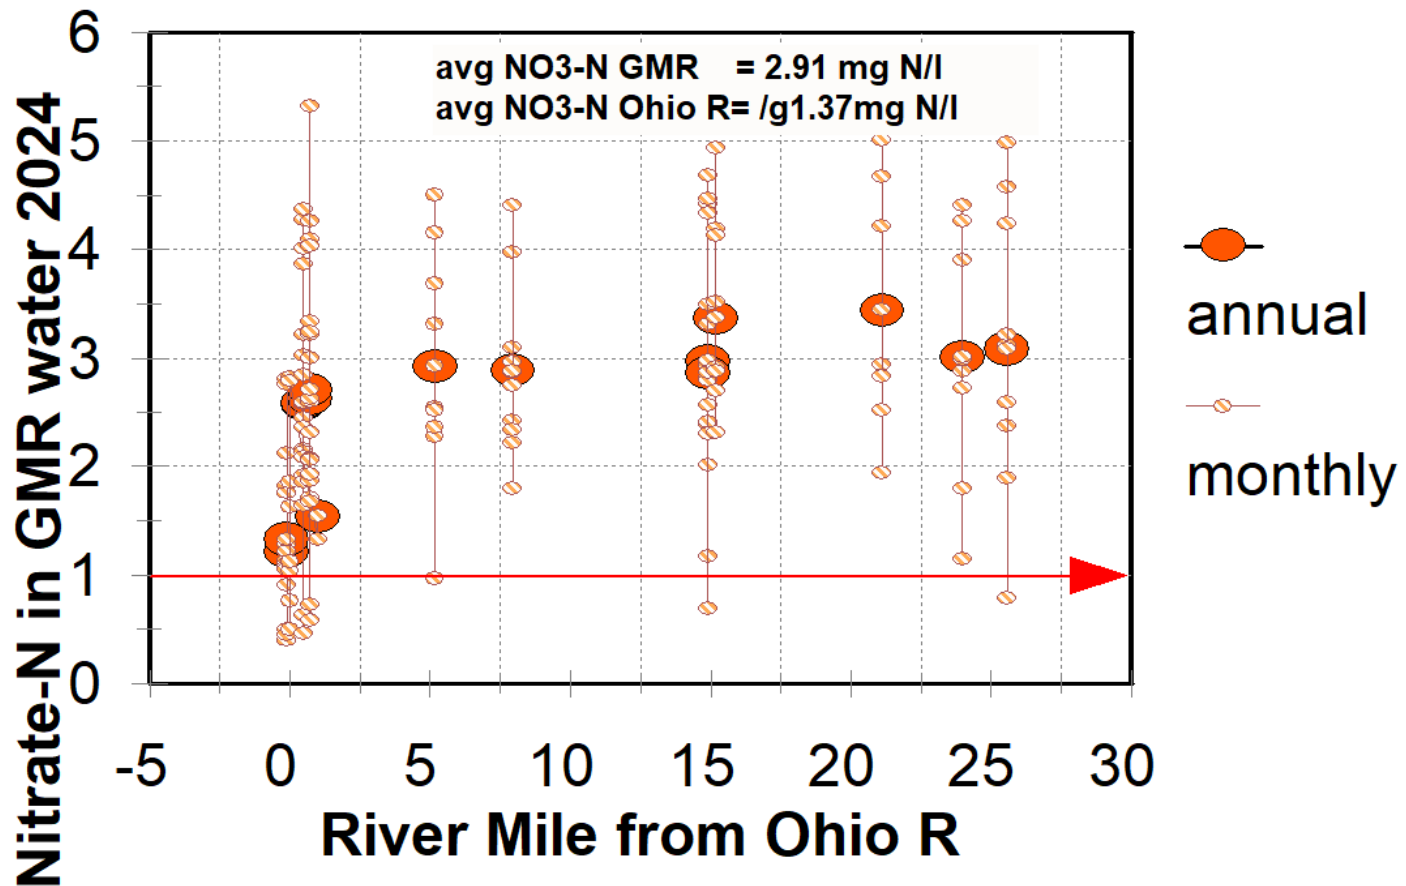 6
avg NO3-N GMR = 2.91 mg N/l
avg NO3-N Ohio R= /g1.37mg N/l
5
4
3
2
1
0
Nitrate-N in GMR water 2024
-5 0 5 10 15 20 25 30
River Mile from Ohio R
annual
monthly